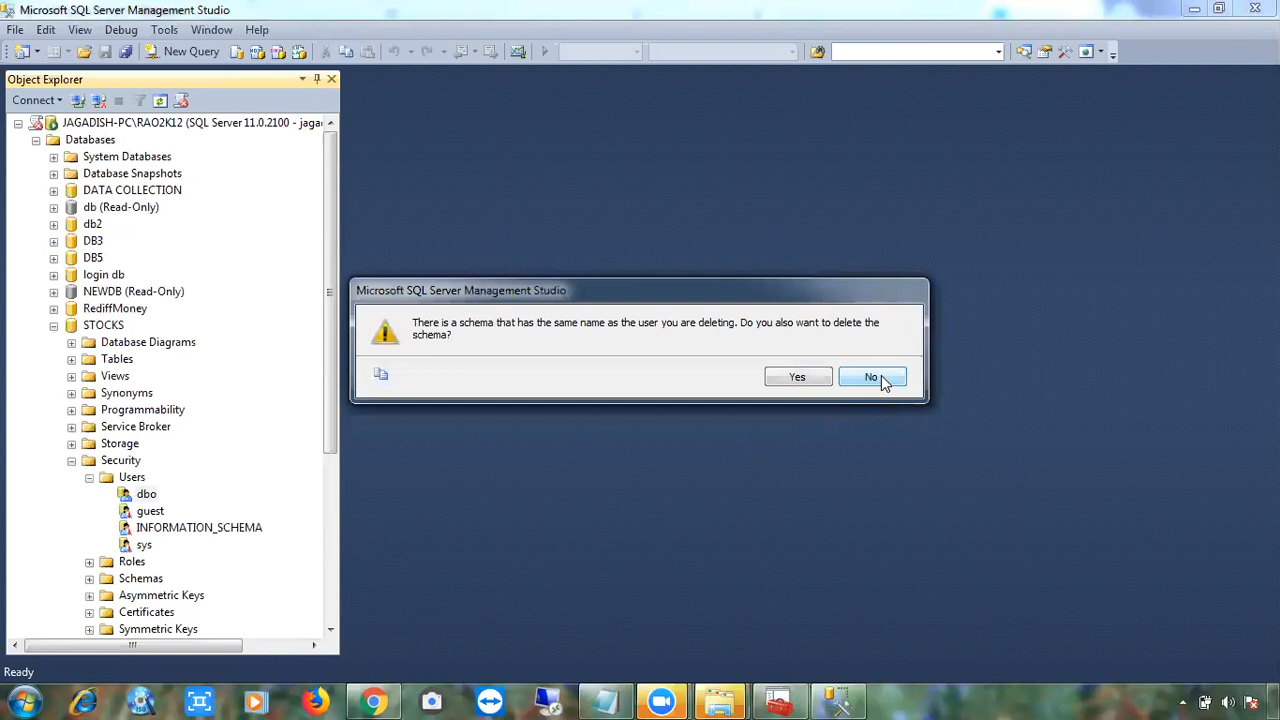 Microsoft SQL Server Management Studio
File Edit View Debug Tools Window Help
New Query
Object Explorer
Connect
JAGADISH-PC\RAO2K12 (SQL Server 11.0.2100 - jaga
Databases
System Databases
Database Snapshots
DATA COLLECTION
db (Read-Only)
db2
DB3
DB5
login db
NEWDB (Read-Only)
RediffMoney
STOCKS
Database Diagrams
Tables
Views
Synonyms
Programmability
Service Broker
Storage
Security
Users
dbo
guest
INFORMATION_SCHEMA
sys
Roles
Schemas
Asymmetric Keys
Certificates
Symmetric Keys
Microsoft SQL Server Management Studio
There is a schema that has the same name as the user you are deleting. Do you also want to delete the
schema?
Yes No
Ready